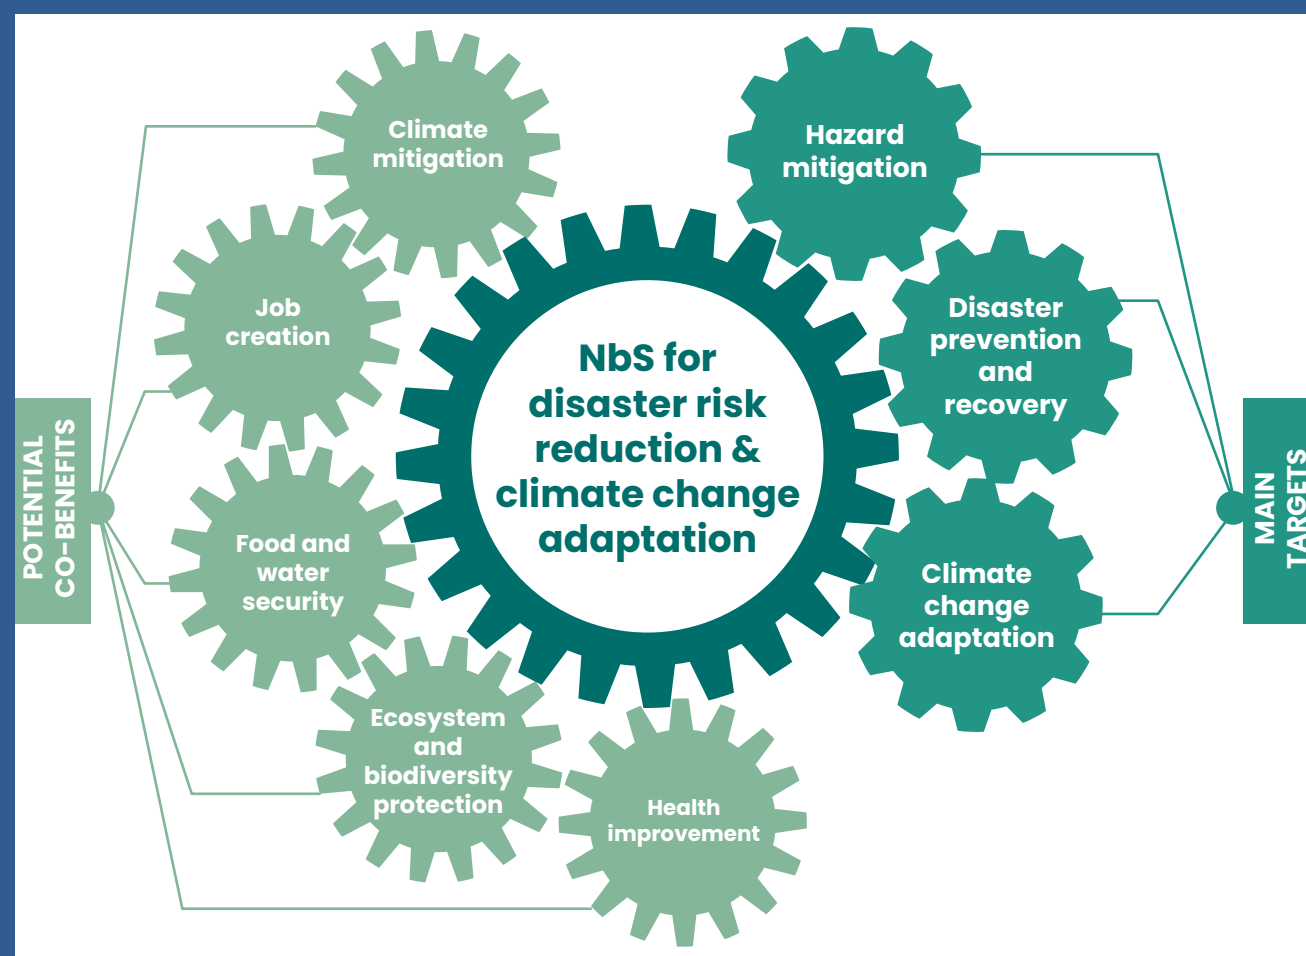 Climate
mitigation
Job
creation
Food and
water
security
Ecosystem
and
biodiversity
protection
Health
improvement
POTENTIAL
CO-BENEFITS
NbS for
disaster risk
reduction &
climate change
adaptation
Hazard
mitigation
Disaster
prevention
and
recovery
Climate
change
adaptation
MAIN
TARGETS